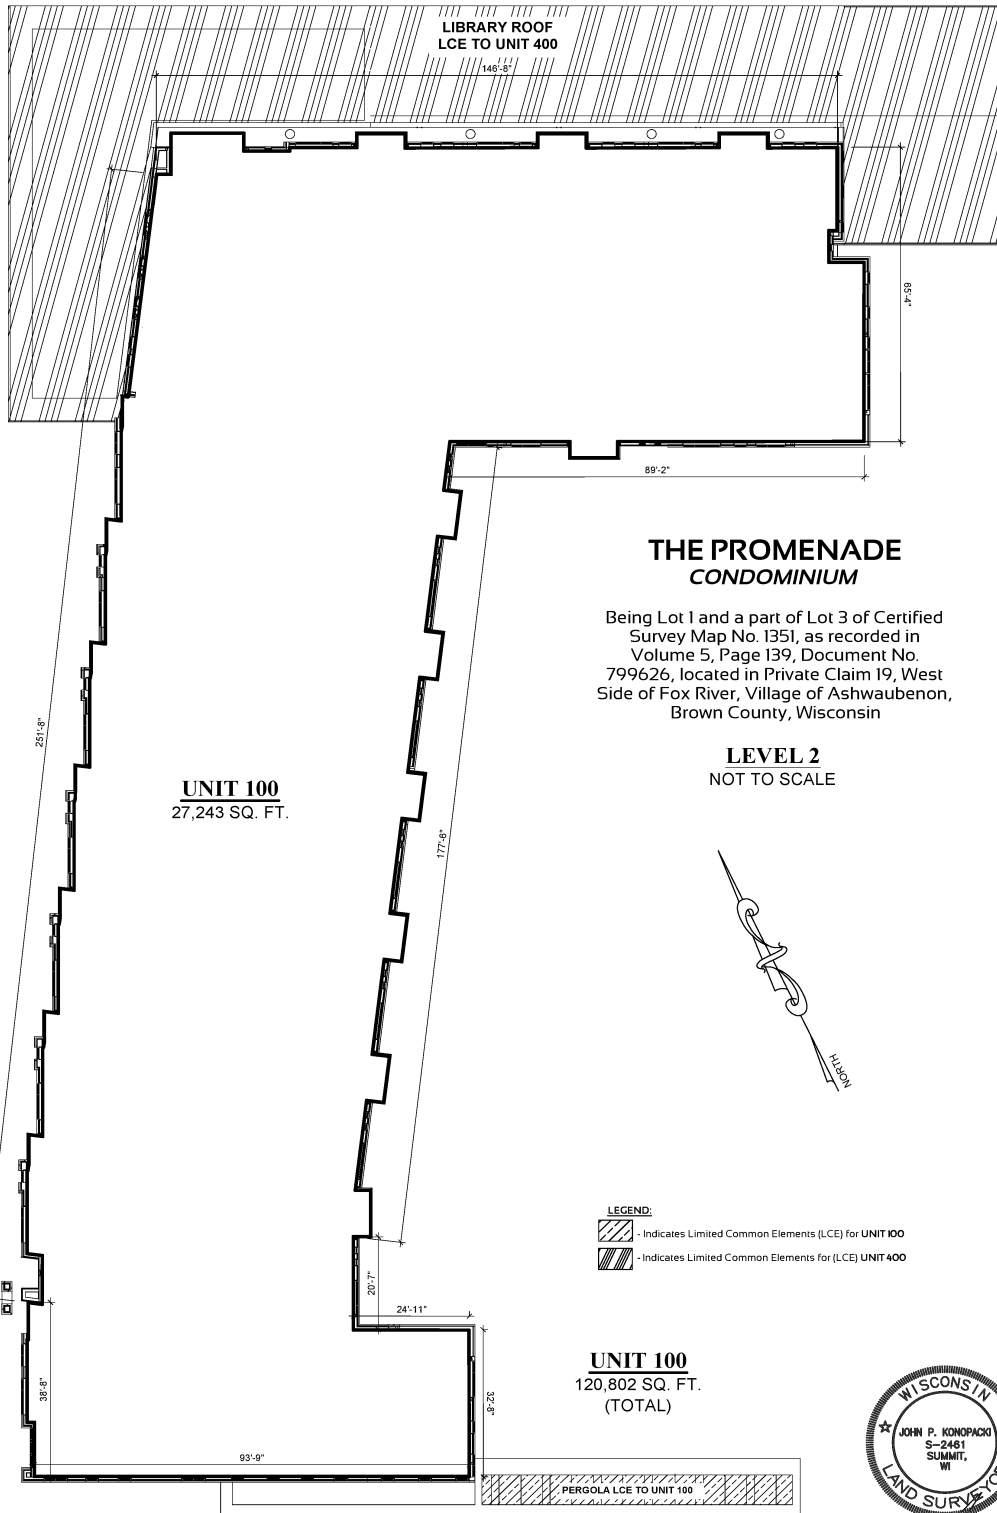 LIBRARY ROOF
LCE TO UNIT 400
146'-8"
65'-4"
89'-2"
THE PROMENADE
CONDOMINIUM
Being Lot 1 and a part of Lot 3 of Certified
Survey Map No. 1351, as recorded in
Volume 5, Page 139, Document No.
799626, located in Private Claim 19, West
Side of Fox River, Village of Ashwaubenon,
Brown County, Wisconsin
LEVEL 2
NOT TO SCALE
251'-8"
UNIT 100
27,243 SQ. FT.
177'-6"
NORTH
LEGEND:
- Indicates Limited Common Elements (LCE) for UNIT 100
- Indicates Limited Common Elements for (LCE) UNIT 400
20'-7"
24'-11"
UNIT 100
120,802 SQ. FT.
(TOTAL)
38'-8"
32'-8"
93'-9"
PERGOLA LCE TO UNIT 100
WISCONSIN
JOHN P. KONOPACKI
S-2461
SUMMIT,
WI
LAND SURVEYO